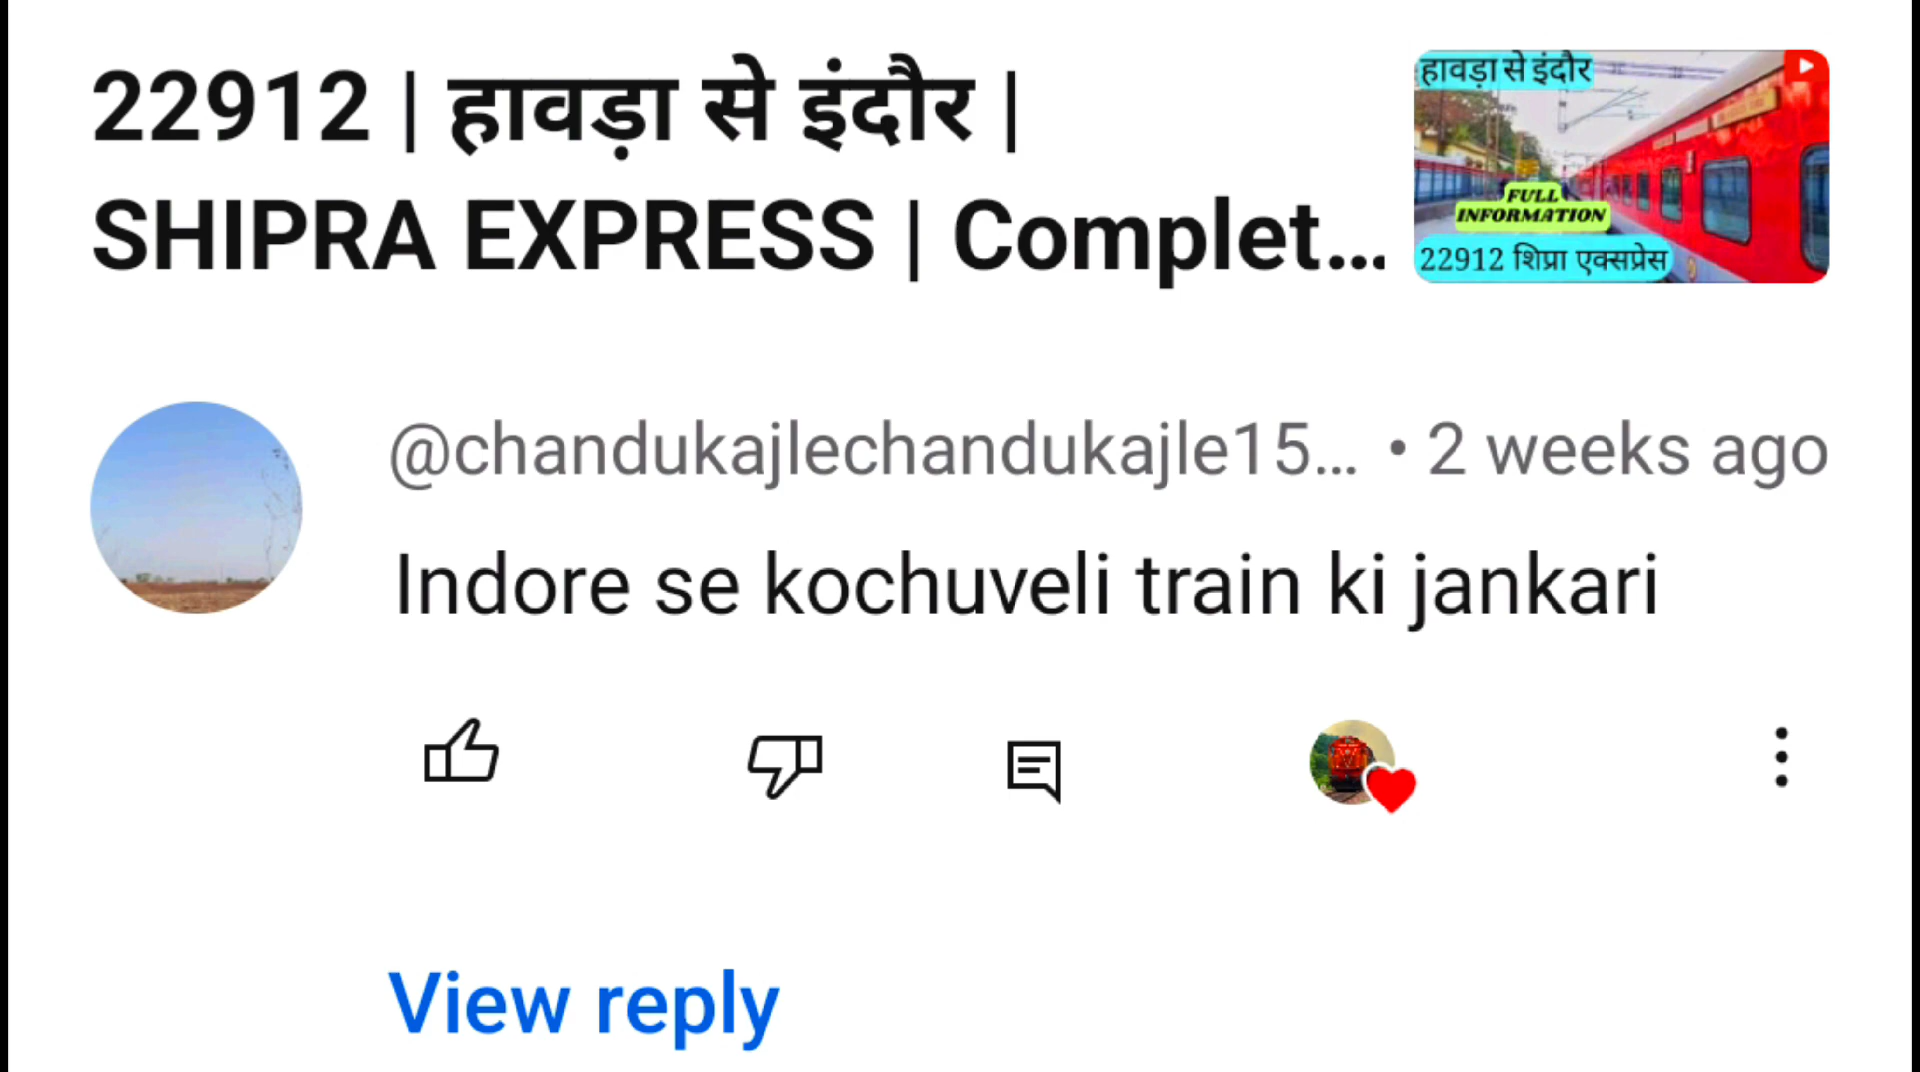 22912 | हावड़ा से इंदौर |
SHIPRA EXPRESS | Complet...
हावड़ा से इंदौर
FULL
INFORMATION
22912 शिप्रा एक्सप्रेस
@chandukajlechandukajle15... • 2 weeks ago
Indore se kochuveli train ki jankari
View reply